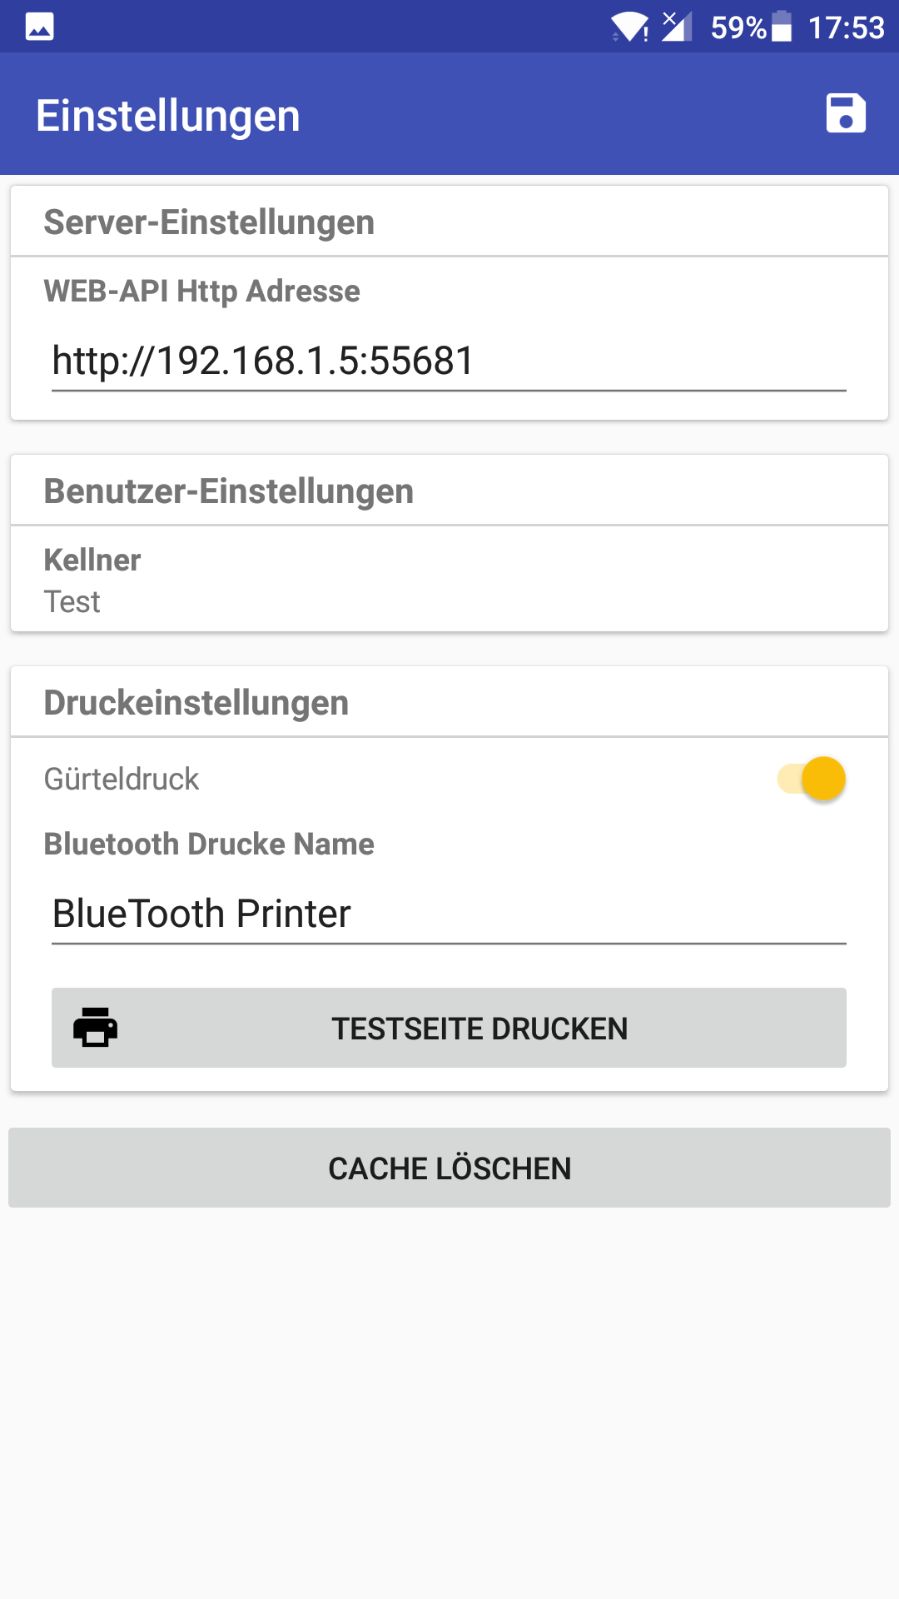 59% 17:53
Einstellungen
Server-Einstellungen
WEB-API Http Adresse
http://192.168.1.5:55681
Benutzer-Einstellungen
Kellner
Test
Druckeinstellungen
Gürteldruck
Bluetooth Drucke Name
BlueTooth Printer
TESTSEITE DRUCKEN
CACHE LÖSCHEN